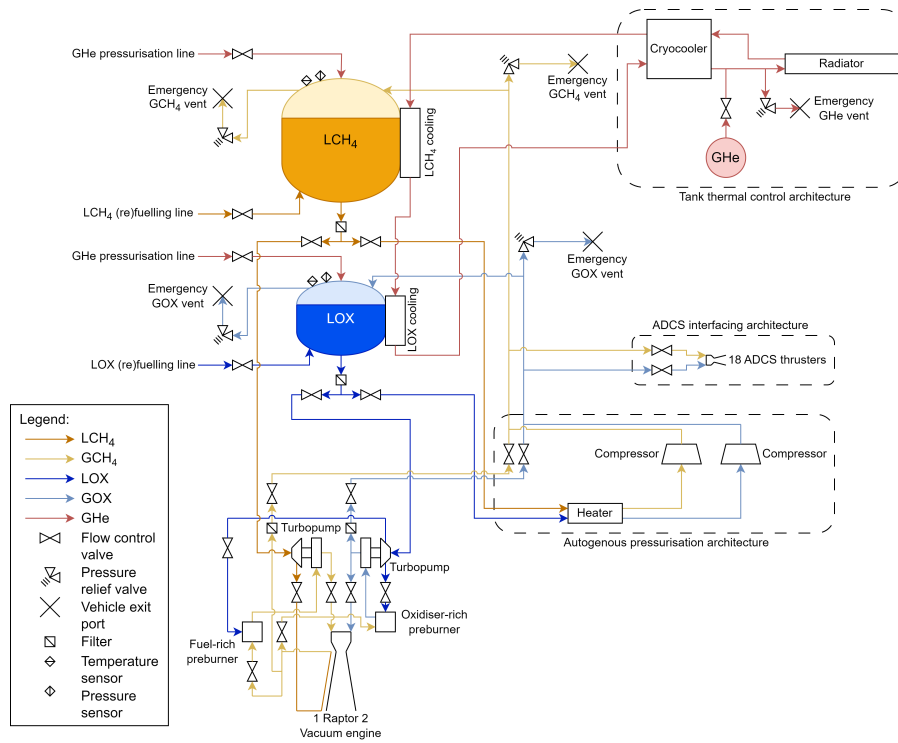 GHe pressurisation line
Emergency
GCH4 vent
LCH4
LCH4 cooling
LCH4 (re)fuelling line
Emergency
GCH4 vent
Cryocooler
Radiator
Emergency
GHe vent
GHe
Tank thermal control architecture
GHe pressurisation line
Emergency
GOX vent
LOX
LOX cooling
LOX (re)fuelling line
Emergency
GOX vent
ADCS interfacing architecture
18 ADCS thrusters
Compressor
Compressor
Heater
Autogenous pressurisation architecture
Turbopump
Turbopump
Fuel-rich
preburner
Oxidiser-rich
preburner
1 Raptor 2
Vacuum engine
Legend:
LCH4
GCH4
LOX
GOX
GHe
Flow control
valve
Pressure
relief valve
Vehicle exit
port
Filter
Temperature
sensor
Pressure
sensor